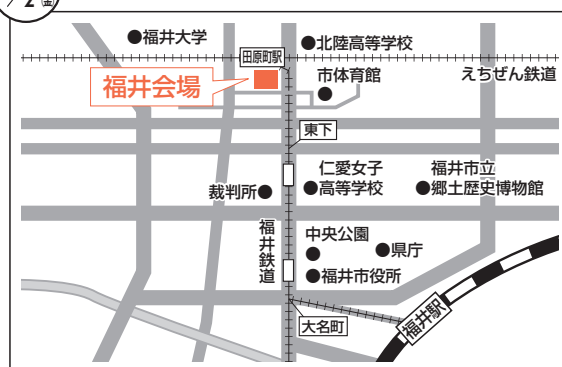 2金
●福井大学
田原町駅
●北陸高等学校
福井会場
市体育館
えちぜん鉄道
東下
仁愛女子
●高等学校
福井市立
●郷土歴史博物館
裁判所●
福井鉄道
中央公園
●県庁
●福井市役所
大名町
福井駅